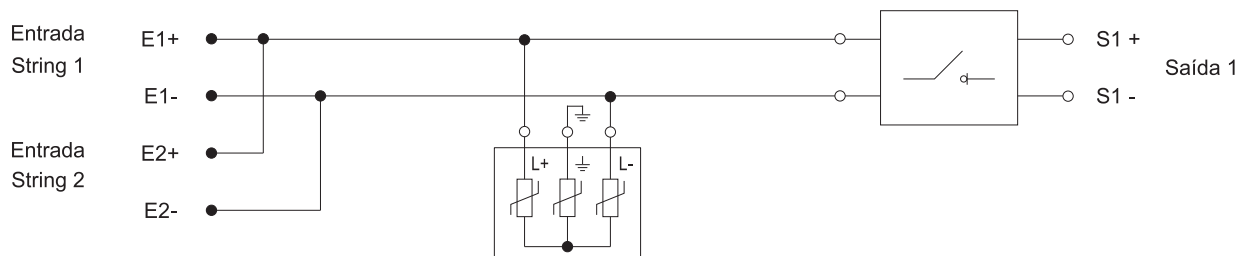 Entrada
String 1
E1+
E1-
Entrada
String 2
E2+
E2-
L+
L-
S1 +
S1 -
Saída 1